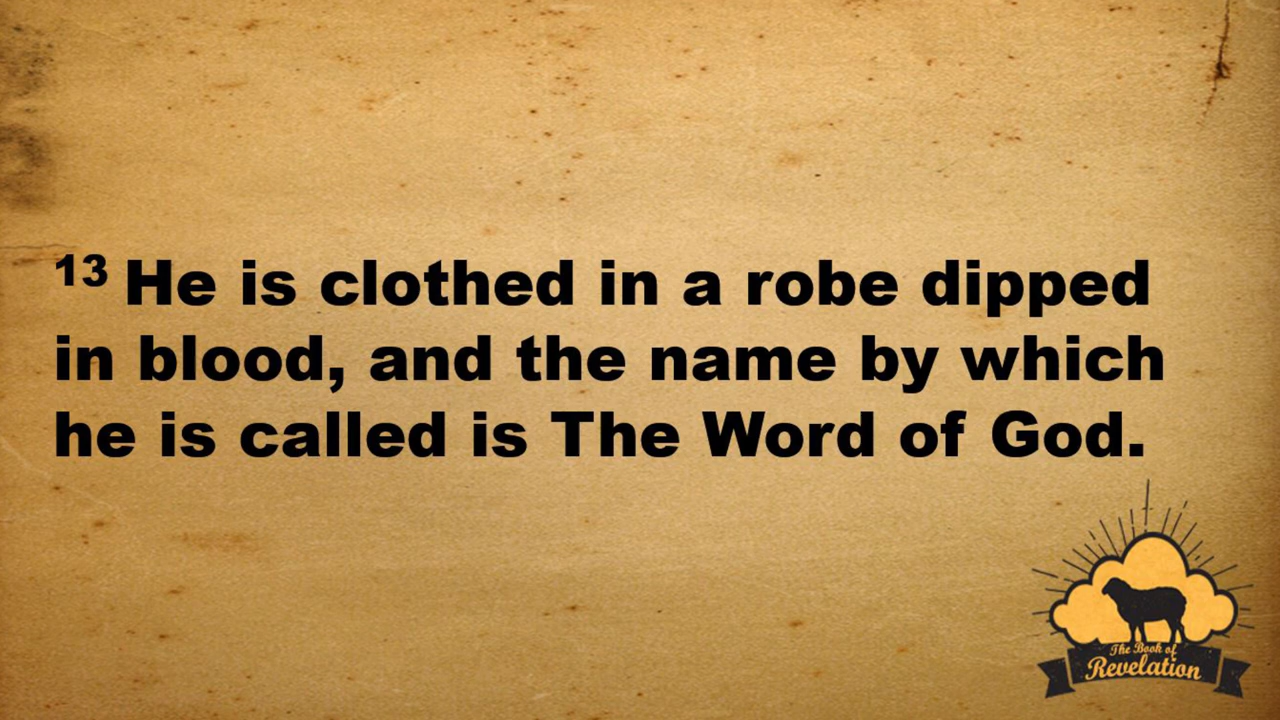 13 He is clothed in a robe dipped
in blood, and the name by which
he is called is The Word of God.
The Book of
Revelation